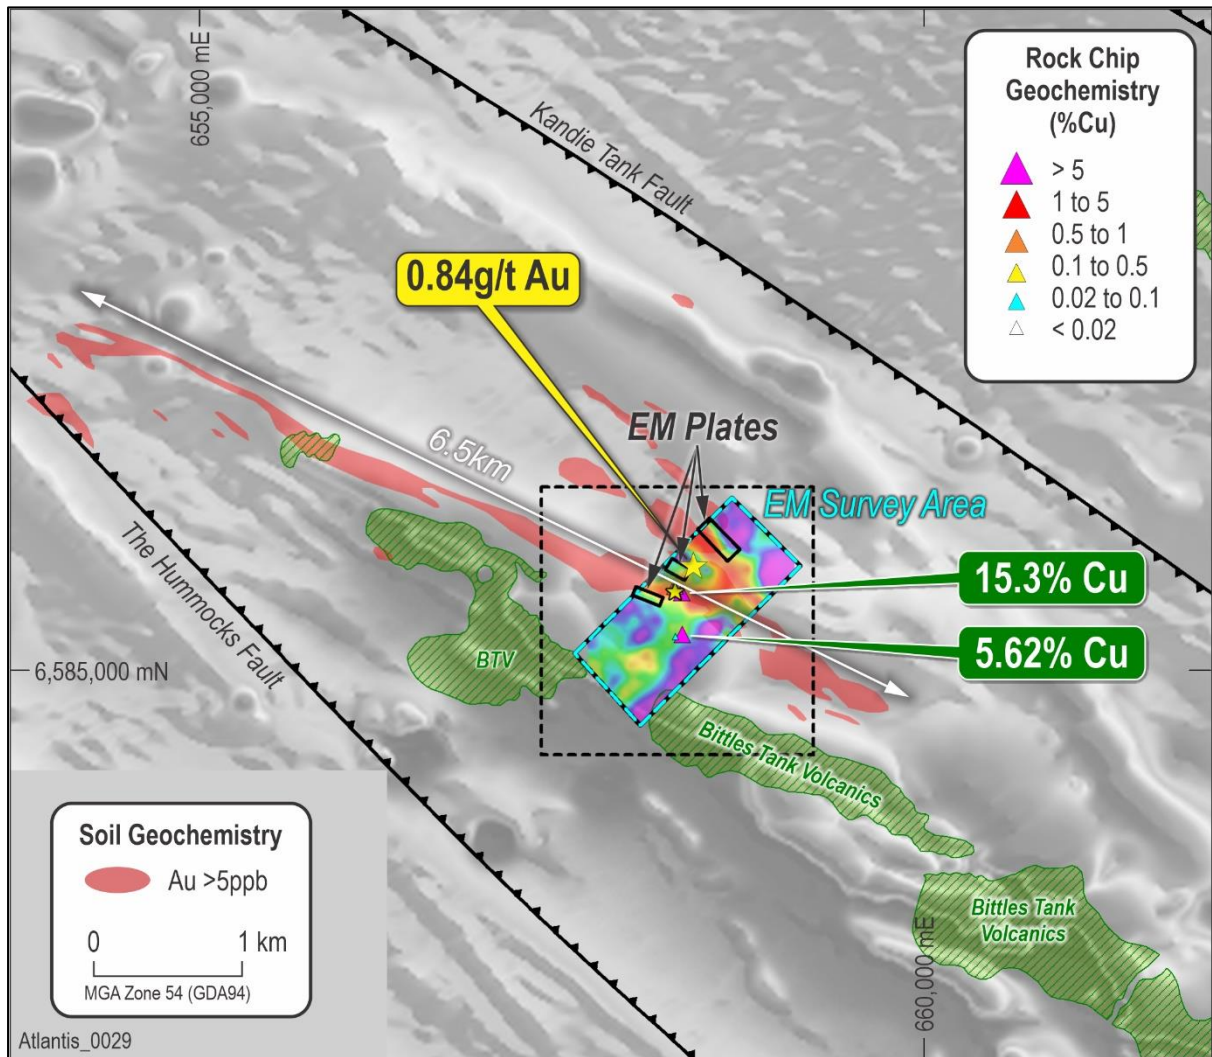 655,000 mE
Kandie Tank Fault
Rock Chip
Geochemistry
(%Cu)
> 5
1 to 5
0.5 to 1
0.1 to 0.5
0.02 to 0.1
< 0.02
0.84g/t Au
6.5km
EM Plates
EM Survey Area
The Hummocks Fault
15.3% Cu
5.62% Cu
6,585,000 mN
BTV
Bittles Tank Volcanics
Bittles Tank
Volcanics
660,000 mE
Soil Geochemistry
Au >5ppb
0 1 km
MGA Zone 54 (GDA94)
Atlantis_0029